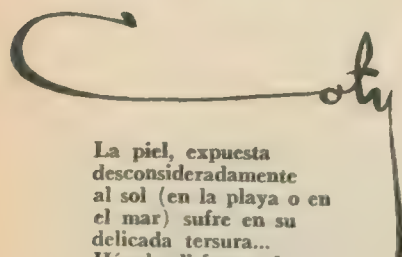 Coty
La piel, expuesta
desconsideradamente
al sol (en la playa o en
el mar) sufre en su
delicada tersura...